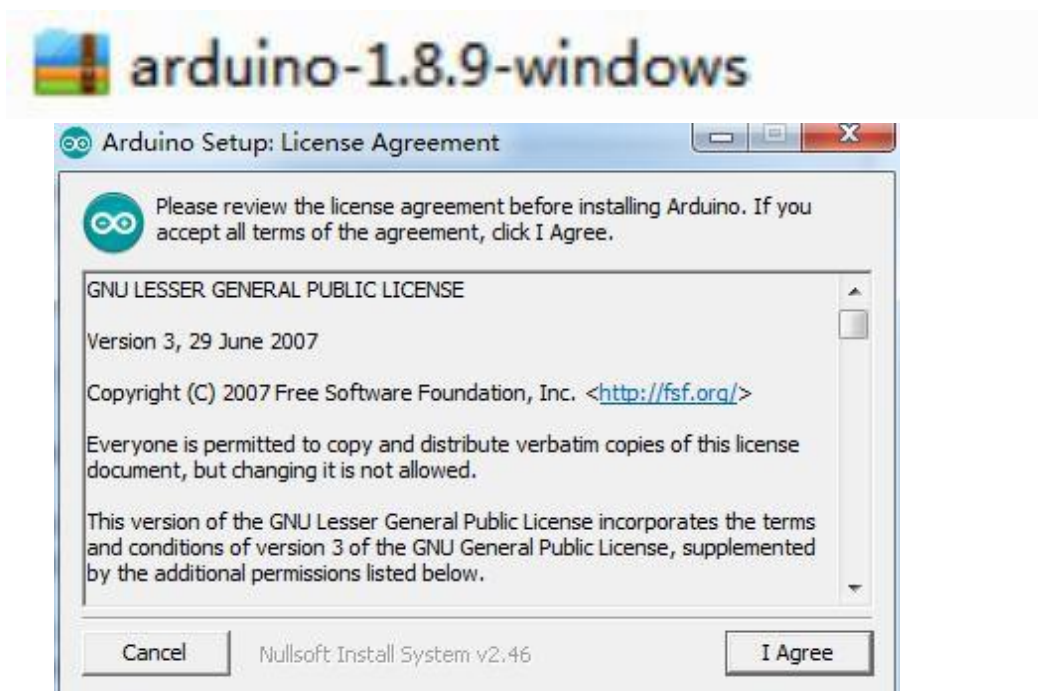 arduino-1.8.9-windows
Arduino Setup: License Agreement
Please review the license agreement before installing Arduino. If you
accept all terms of the agreement, click I Agree.
GNU LESSER GENERAL PUBLIC LICENSE
Version 3, 29 June 2007
Copyright (C) 2007 Free Software Foundation, Inc. <http://fsf.org/>
Everyone is permitted to copy and distribute verbatim copies of this license
document, but changing it is not allowed.
This version of the GNU Lesser General Public License incorporates the terms
and conditions of version 3 of the GNU General Public License, supplemented
by the additional permissions listed below.
Cancel Nullsoft Install System v2.46 I Agree